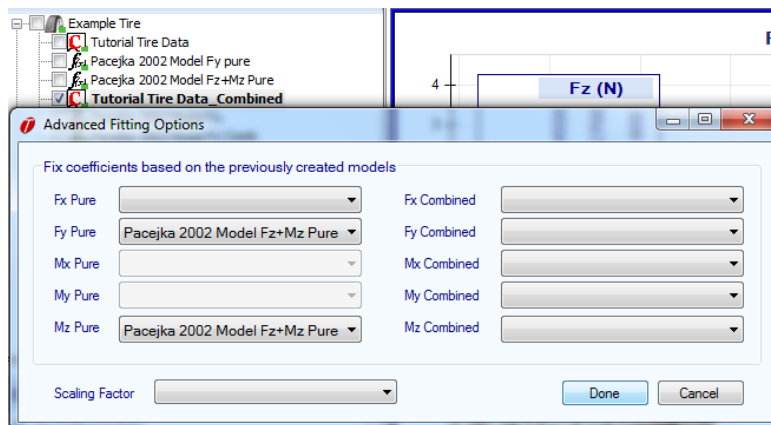 Example Tire
Tutorial Tire Data
Pacejka 2002 Model Fy pure
Pacejka 2002 Model Fz+Mz Pure
Tutorial Tire Data_Combined
4
Fz (N)
Advanced Fitting Options
Fix coefficients based on the previously created models
Fx Pure
Fx Combined
Fy Pure Pacejka 2002 Model Fz+Mz Pure
Fy Combined
Mx Pure
Mx Combined
My Pure
My Combined
Mz Pure Pacejka 2002 Model Fz+Mz Pure
Mz Combined
Scaling Factor
Done
Cancel